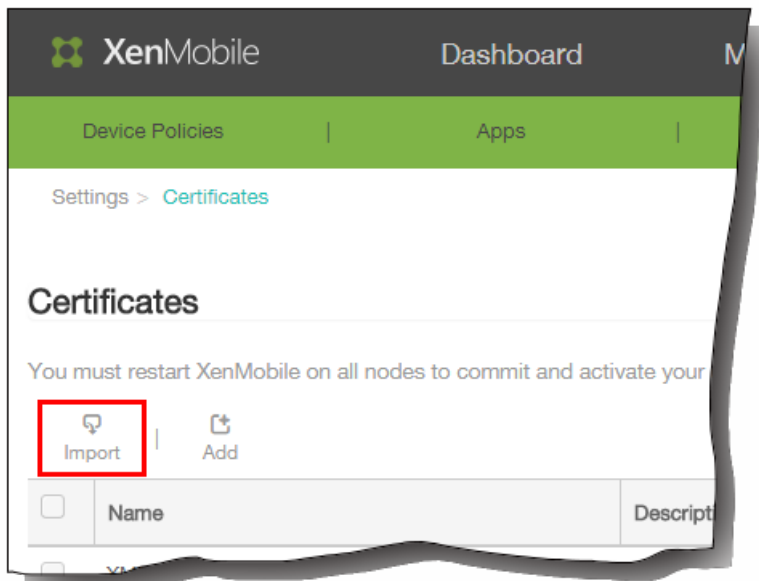 XenMobile Dashboard
Device Policies | Apps |
Settings > Certificates
Certificates
You must restart XenMobile on all nodes to commit and activate your
Import | Add
Name